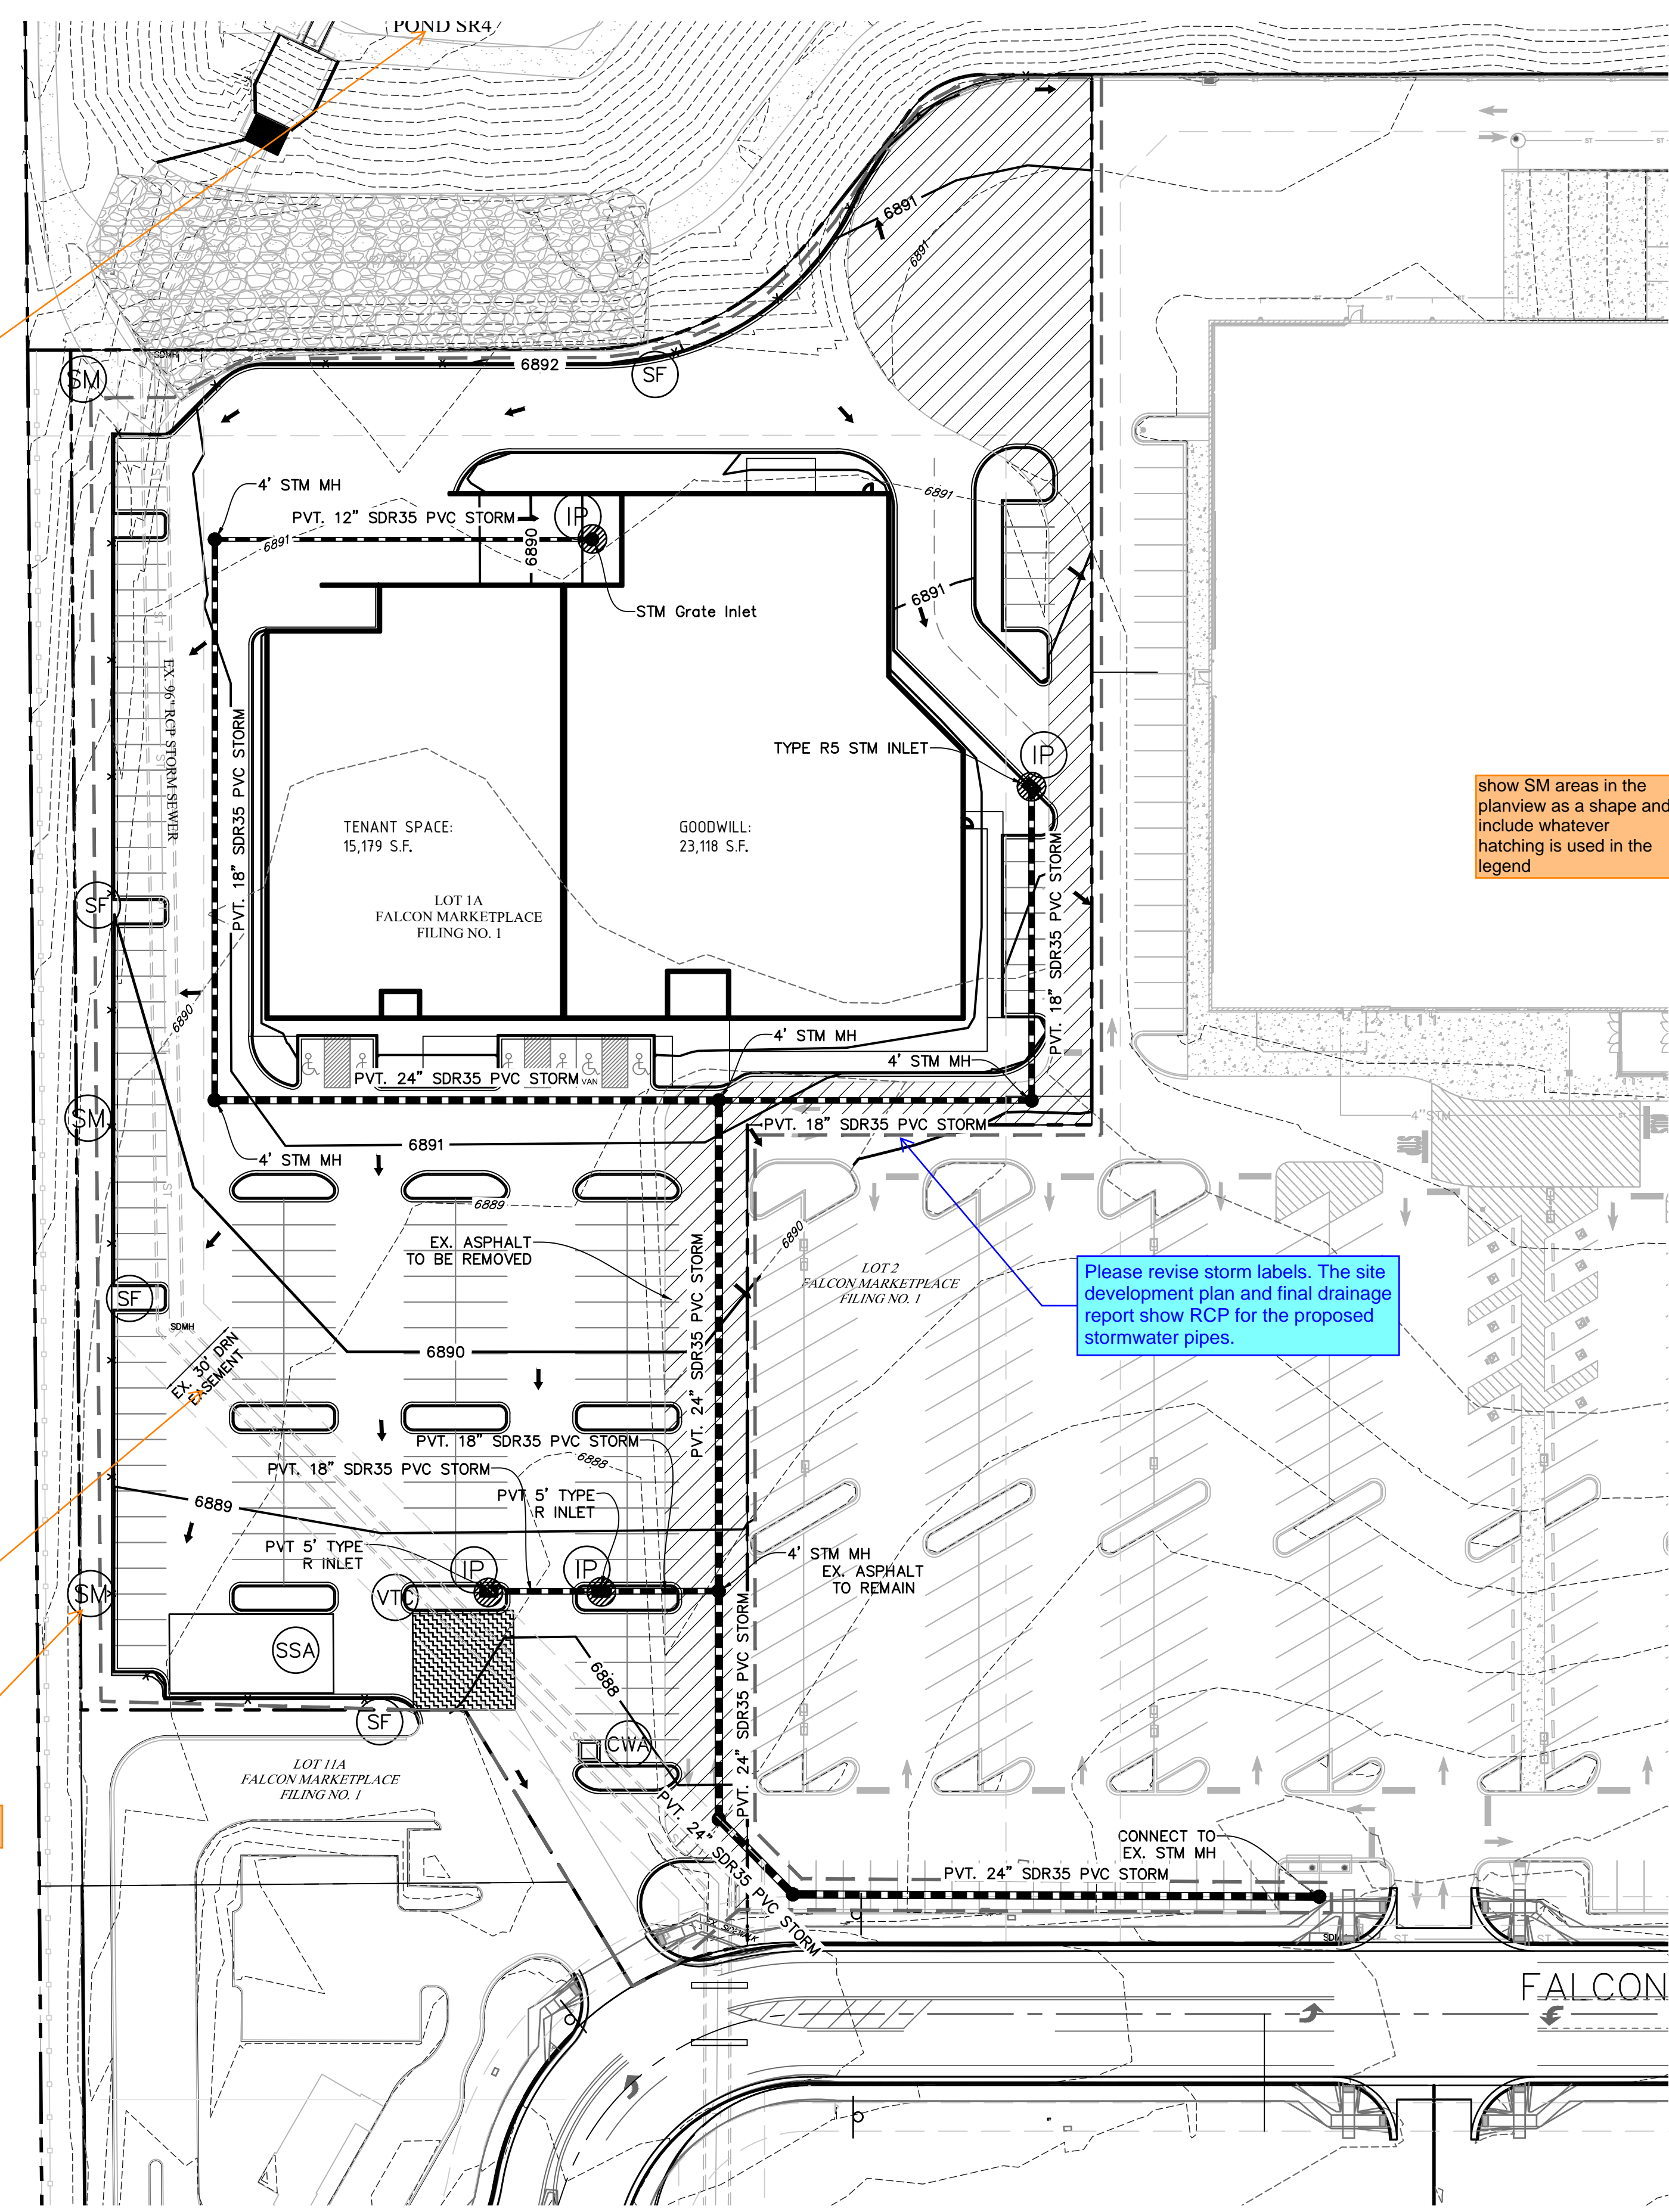 POND SR4
6891
6891
SDMH
6892
SM
SF
4' STM MH
PVT. 12" SDR35 PVC STORM
IP
6891
6890
6891
STM Grate Inlet
6891
EX. 96" RCP STORM SEWER
ST
ST
ST
PVT. 18" SDR35 PVC STORM
TYPE R5 STM INLET
IP
show SM areas in the
planview as a shape and
include whatever
hatching is used in the
legend
TENANT SPACE:
15,179 S.F.
GOODWILL:
23,118 S.F.
PVT. 18" SDR35 PVC STORM
SF
LOT 1A
FALCON MARKETPLACE
FILING NO. 1
6890
4' STM MH
4' STM MH
PVT. 24" SDR35 PVC STORM
VAN
SM
PVT. 18" SDR35 PVC STORM
4"STM
6891
4' STM MH
6889
EX. ASPHALT
TO BE REMOVED
6890
PVT. 24" SDR35 PVC STORM
LOT 2
FALCON MARKETPLACE
FILING NO. 1
Please revise storm labels. The site
development plan and final drainage
report show RCP for the proposed
stormwater pipes.
SF
SDMH
EX. 30' DRN
EASEMENT
6890
PVT. 18" SDR35 PVC STORM
6888
PVT. 18" SDR35 PVC STORM
6889
PVT 5' TYPE
R INLET
PVT 5' TYPE
R INLET
IP
IP
4' STM MH
EX. ASPHALT
TO REMAIN
SM
VTC
SSA
6888
PVT. 24" SDR35 PVC STORM
SF
CWA
LOT 11A
FALCON MARKETPLACE
FILING NO. 1
PVT. 24" SDR35 PVC STORM
CONNECT TO
EX. STM MH
PVT. 24" SDR35 PVC STORM
ST
ST
FALCON